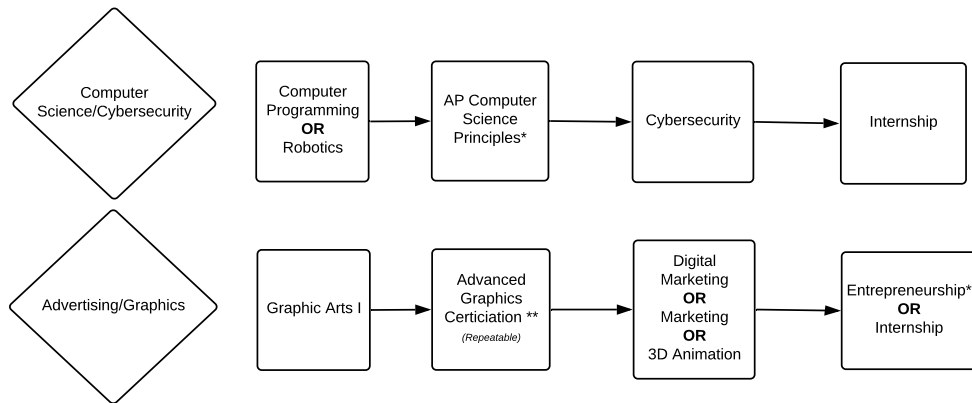 Computer
Science/Cybersecurity
Computer
Programming
OR
Robotics
AP Computer
Science
Principles*
Cybersecurity
Internship
Advertising/Graphics
Graphic Arts I
Advanced
Graphics
Certiciation **
(Repeatable)
Digital
Marketing
OR
Marketing
OR
3D Animation
Entrepreneurship*
OR
Internship